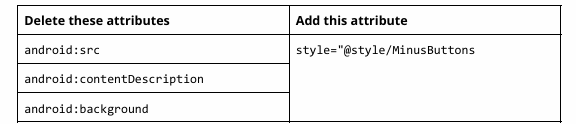 Delete these attributes
Add this attribute
android:src
style="@style/MinusButtons
android:contentDescription
android:background